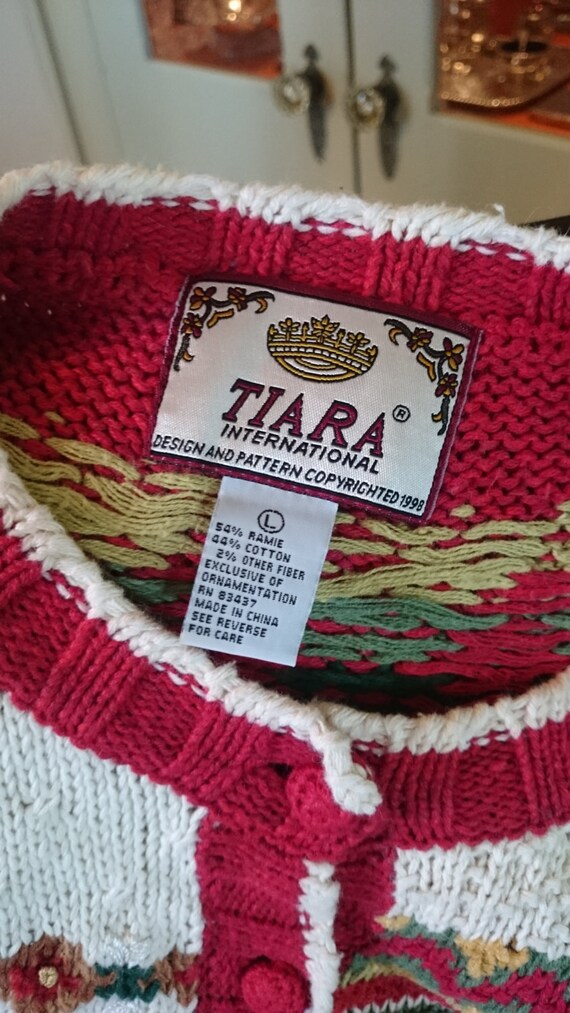 TIARA ®
INTERNATIONAL
DESIGN AND PATTERN COPYRIGHTED 1998
L
54% RAMIE
44% COTTON
2% OTHER FIBER
EXCLUSIVE OF
ORNAMENTATION
RN 83437
MADE IN CHINA
SEE REVERSE
FOR CARE